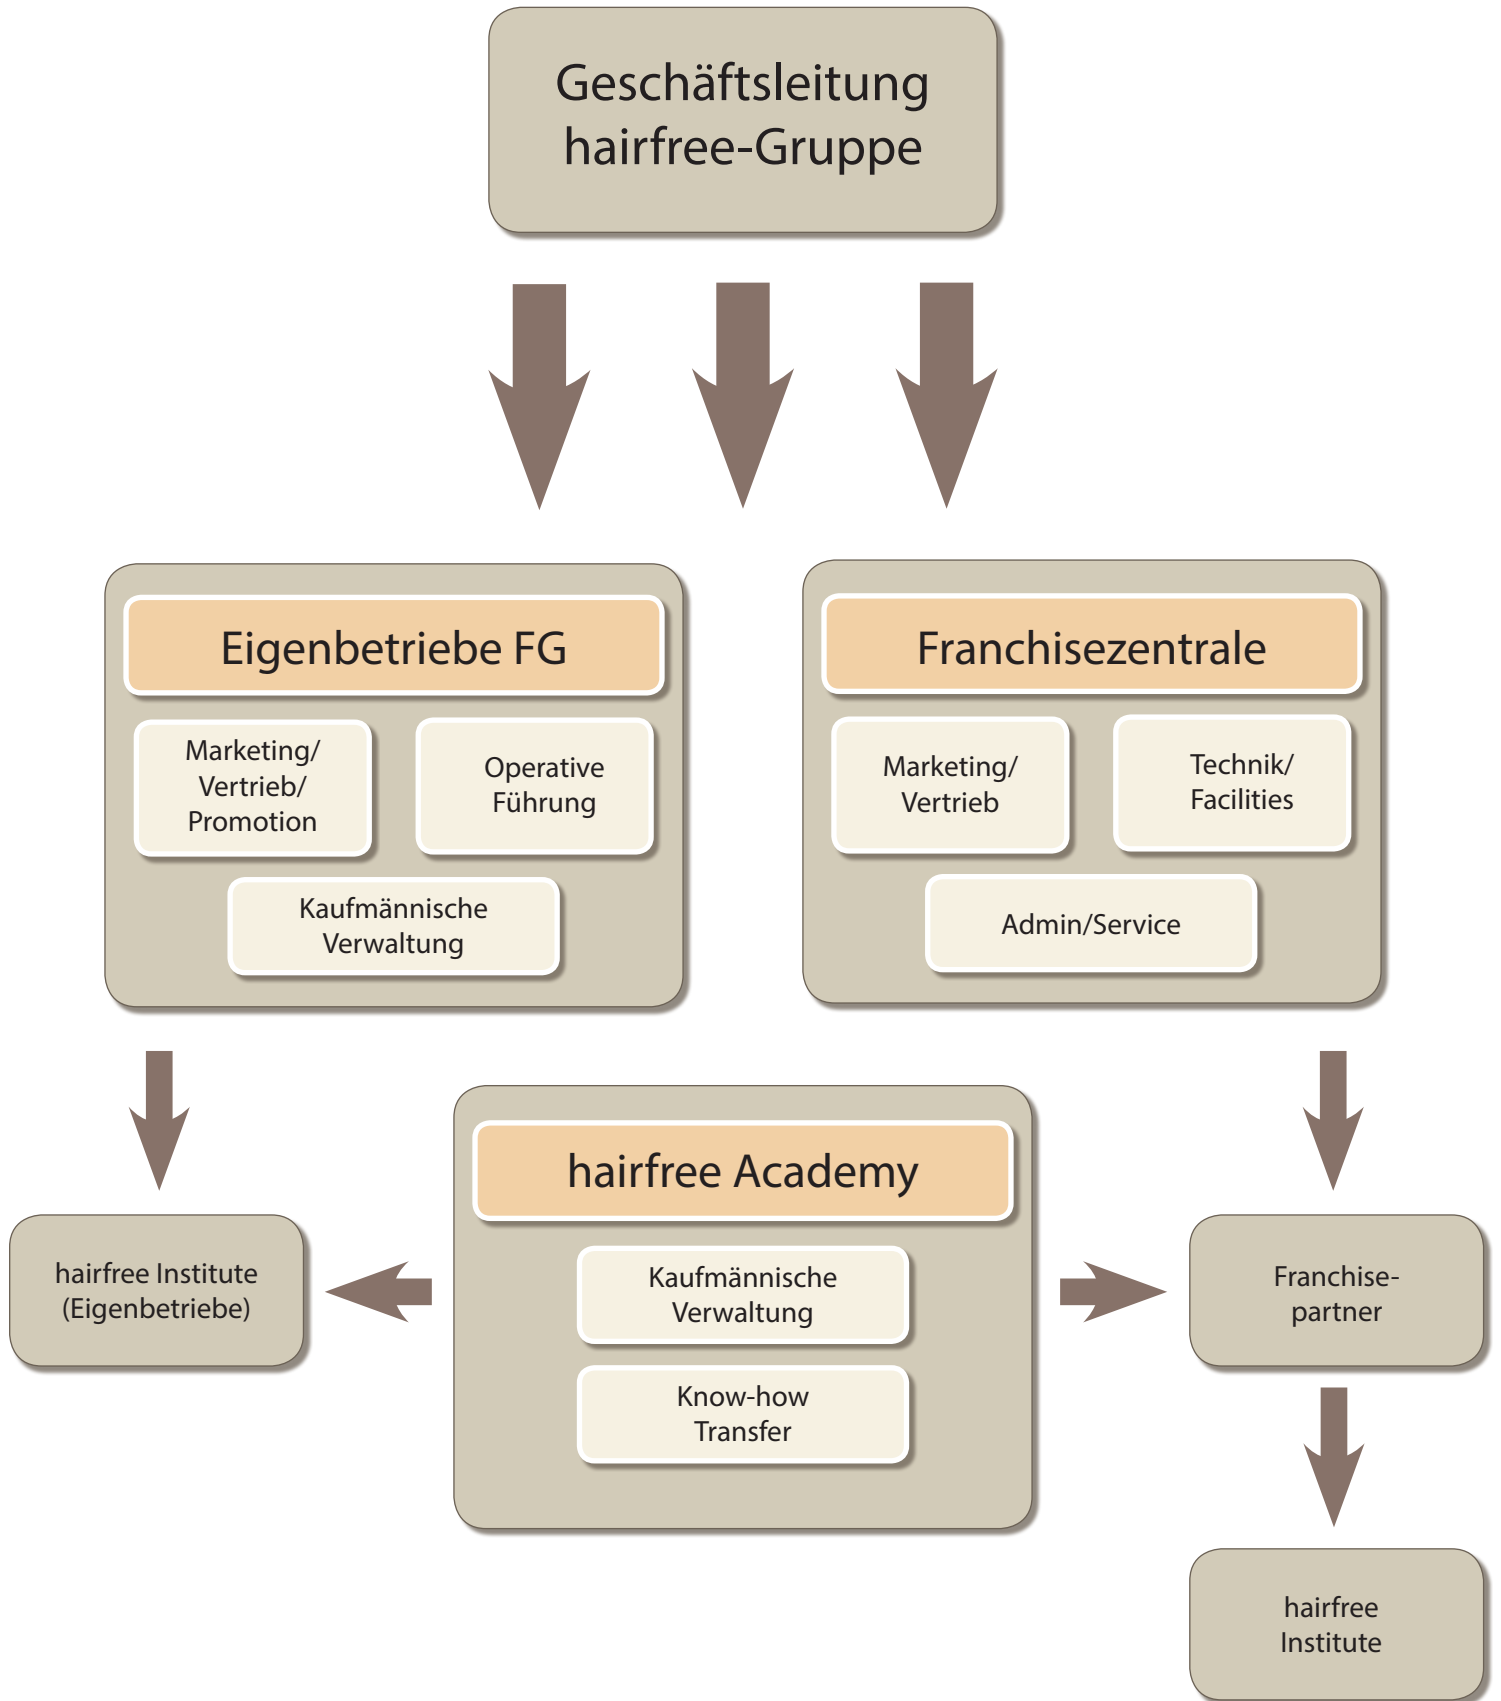 Geschäftsleitung
hairfree-Gruppe
Eigenbetriebe FG
Marketing/
Vertrieb/
Promotion
Operative
Führung
Kaufmännische
Verwaltung
Franchisezentrale
Marketing/
Vertrieb
Technik/
Facilities
Admin/Service
hairfree Academy
Kaufmännische
Verwaltung
Know-how
Transfer
hairfree Institute
(Eigenbetriebe)
Franchise-
partner
hairfree
Institute